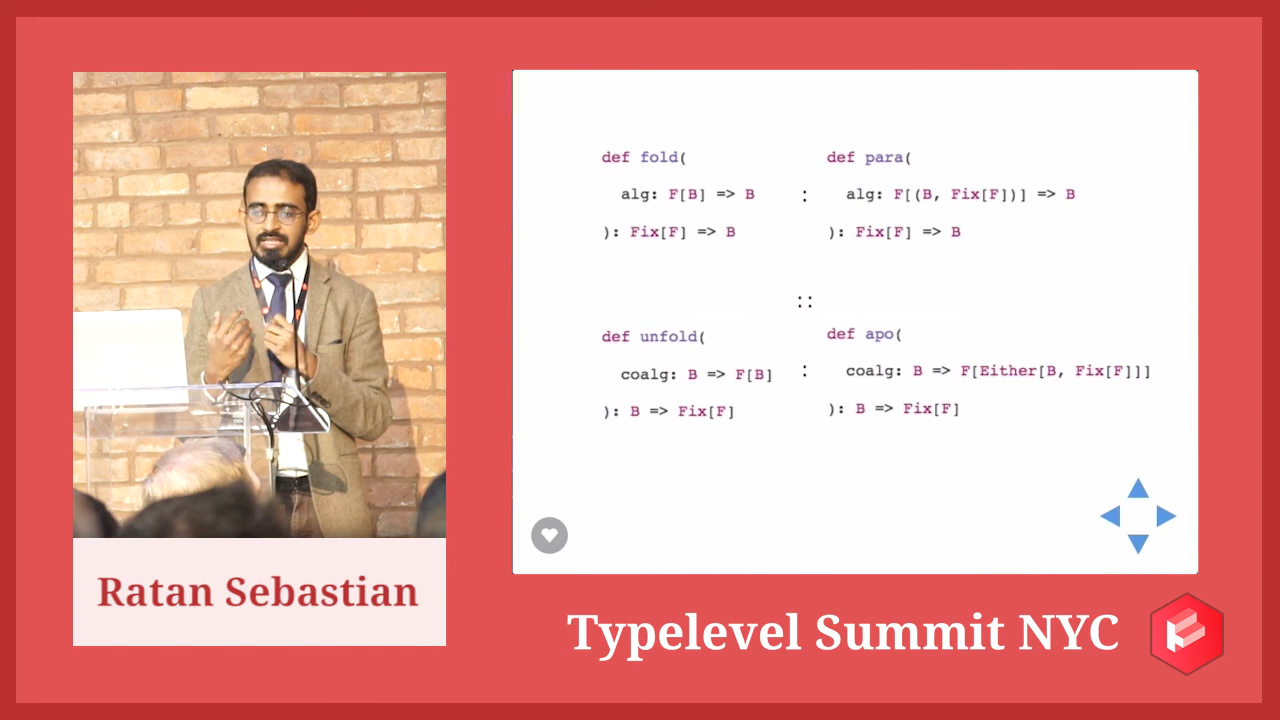 def fold(
alg: F[B] => B
): Fix[F] => B
:
def para(
alg: F[(B, Fix[F])] => B
): Fix[F] => B
::
def unfold(
coalg: B => F[B]
): B => Fix[F]
:
def apo(
coalg: B => F[Either[B, Fix[F]]]
): B => Fix[F]
Ratan Sebastian
Typelevel Summit NYC